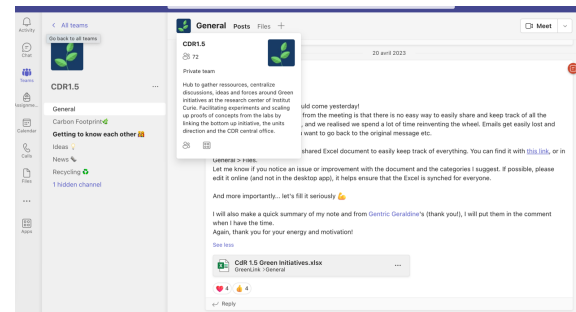 Activity
Chat
Teams
Assignme...
Calendar
Calls
Files
...
Apps
< All teams
Go back to all teams
CDR1.5
...
General
Carbon Footprint
Getting to know each other
Ideas
News
Recycling
1 hidden channel
General Posts Files +
Meet
CDR1.5
72
Private team
Hub to gather ressources, centralize
discussions, ideas and forces around Green
initiatives at the research center of Institut
Curie. Facilitating experiments and scaling
up proofs of concepts from the labs by
linking the bottom up initiative, the units
direction and the CDR central office.
20 avril 2023
uld come yesterday!
from the meeting is that there is no easy way to easily share and keep track of all the
, and we realised we spend a lot of time reinventing the wheel. Emails get easily lost and
want to go back to the original message etc.
shared Excel document to easily keep track of everything. You can find it with this link, or in
General > Files.
Let me know if you notice an issue or improvement with the document and the categories I suggest. If possible, please
edit it online (and not in the desktop app), it helps ensure that the Excel is synched for everyone.
And more importantly... let's fill it seriously
I will also make a quick summary of my note and from Gentric Geraldine's (thank you!), I will put them in the comment
when I have the time.
Again, thank you for your energy and motivation!
See less
CdR 1.5 Green Initiatives.xlsx
GreenLink >General
...
4 4
Reply